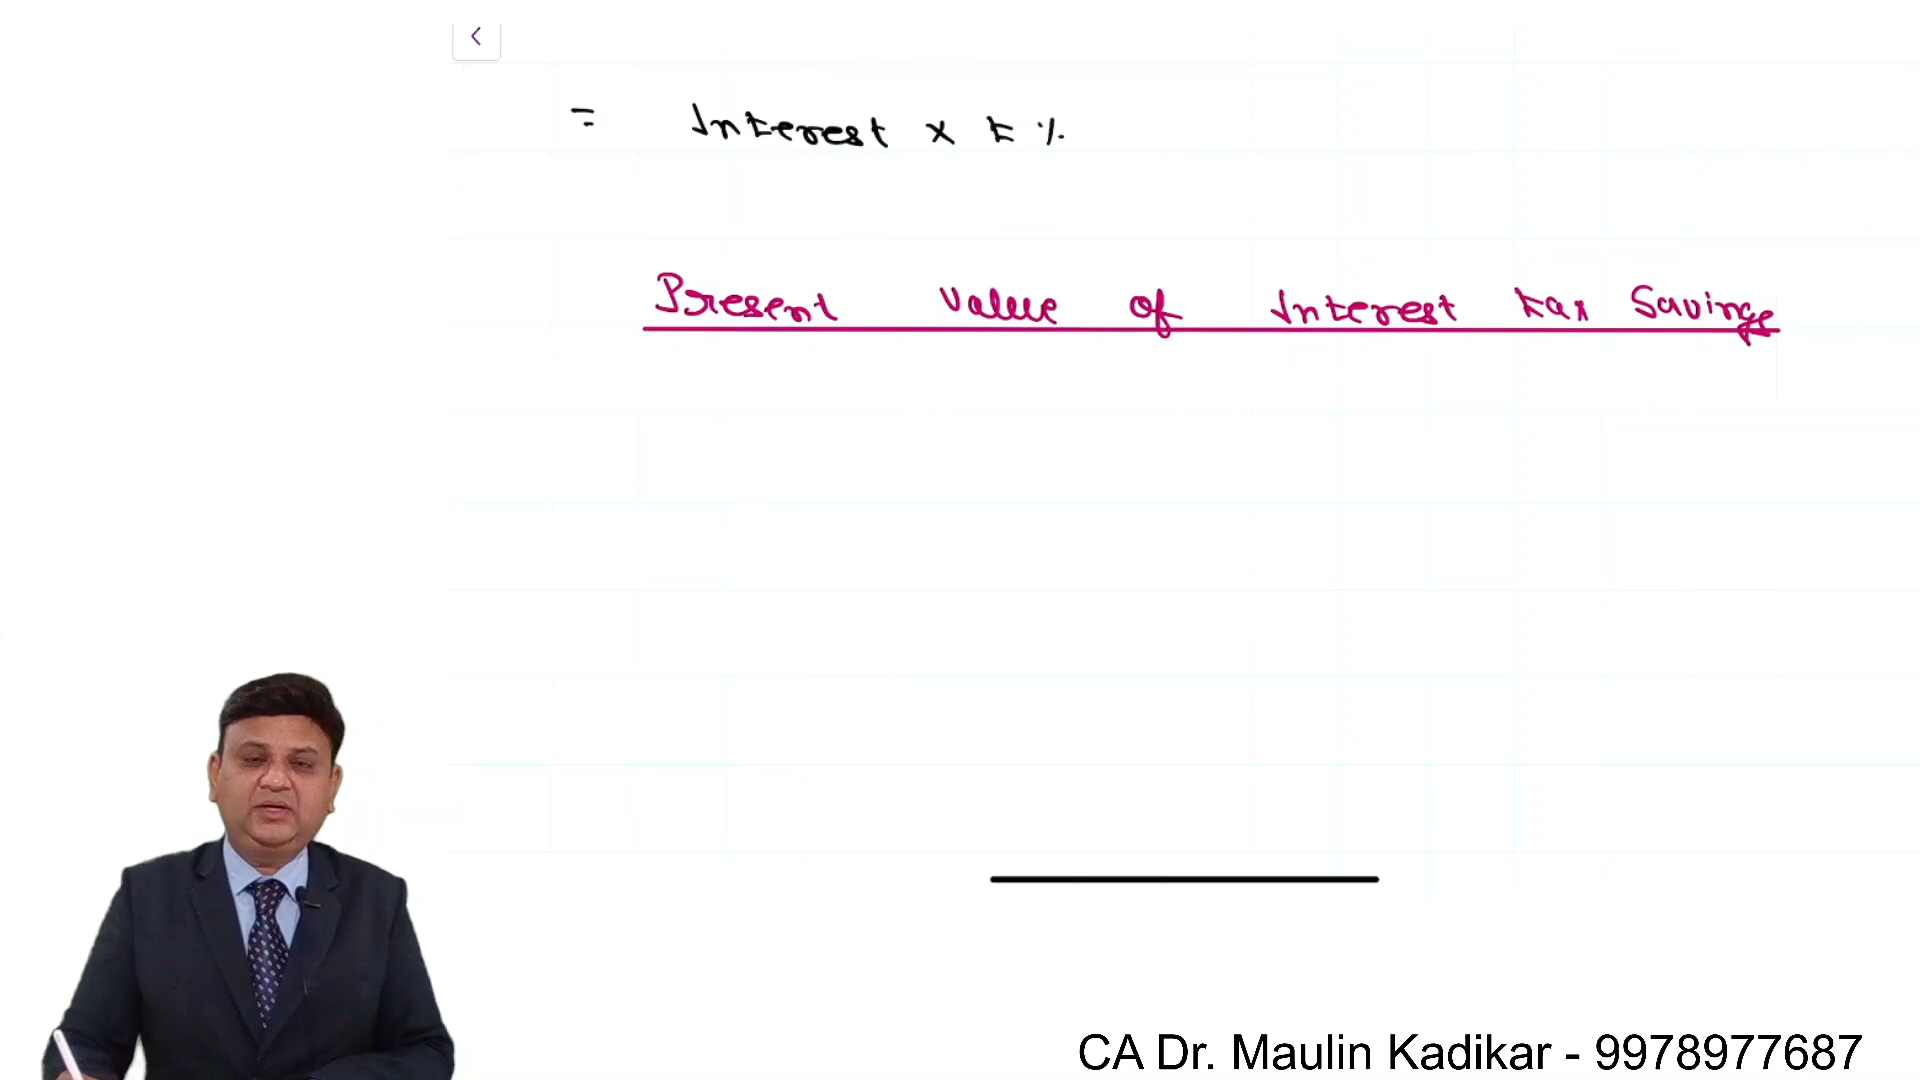 = Interest x t %
Present Value of Interest tax Savings
CA Dr. Maulin Kadikar - 9978977687